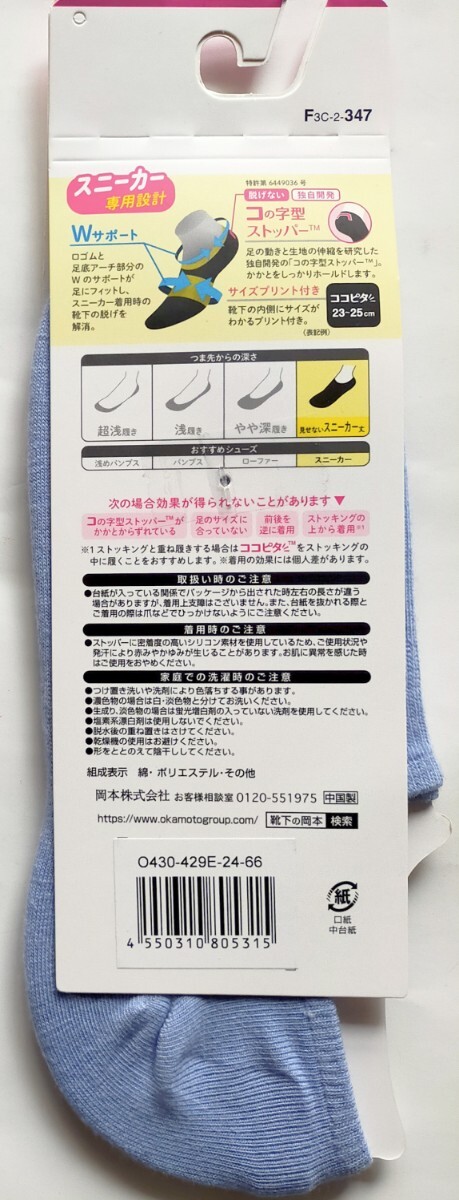 F3C-2-347
スニーカー
専用設計
特許第 6449036 号
脱げない 独自開発
コの字型
ストッパー™
足の動きと生地の伸縮を研究した
独自開発の「コの字型ストッパー™」。
かかとをしっかりホールドします。
Wサポート
口ゴムと
足底アーチ部分の
Wのサポートが
足にフィットし、
スニーカー着用時の
靴下の脱げを
解消。
サイズプリント付き
靴下の内側にサイズが
わかるプリント付き。
(表記例)
ココピタッ
23-25cm
つま先からの深さ
超浅履き 浅履き やや深履き 見せないスニーカー丈
おすすめシューズ
浅めパンプス パンプス ローファー スニーカー
次の場合効果が得られないことがあります▼
コの字型ストッパー™が
かかとからずれている
足のサイズに
合っていない
前後を
逆に着用
ストッキングの
上から着用※1
※1ストッキングと重ね履きする場合はココピタッ™をストッキングの
中に履くことをおすすめします。※着用の効果には個人差があります。
取扱い時のご注意
●台紙が入っている関係でパッケージから出された時左右の長さが違う
場合がありますが、着用上支障はございません。また、台紙を抜かれる際と
ご着用の際は爪などでひっかけないようにご注意ください。
着用時のご注意
●ストッパーに密着度の高いシリコン素材を使用しているため、ご使用状況や
発汗により赤みやかゆみが生じることがあります。お肌に異常を感じた時
はご使用をおやめください。
家庭での洗濯時のご注意
●つけ置き洗いや洗剤により色落ちする事があります。
●濃色物の場合は白・淡色物と分けてお洗いください。
●生成り、淡色物の場合は蛍光増白剤の入っていない洗剤を使用してください。
●塩素系漂白剤は使用しないでください。
●脱水後の重ね置きはさけてください。
●乾燥機の使用はお避けください。
●形をととのえて陰干ししてください。
組成表示 綿・ポリエステル・その他
岡本株式会社 お客様相談室 0120-551975 中国製
https://www.okamotogroup.com/ 靴下の岡本 検索
O430-429E-24-66
4 550310 805315
紙
口紙
中台紙